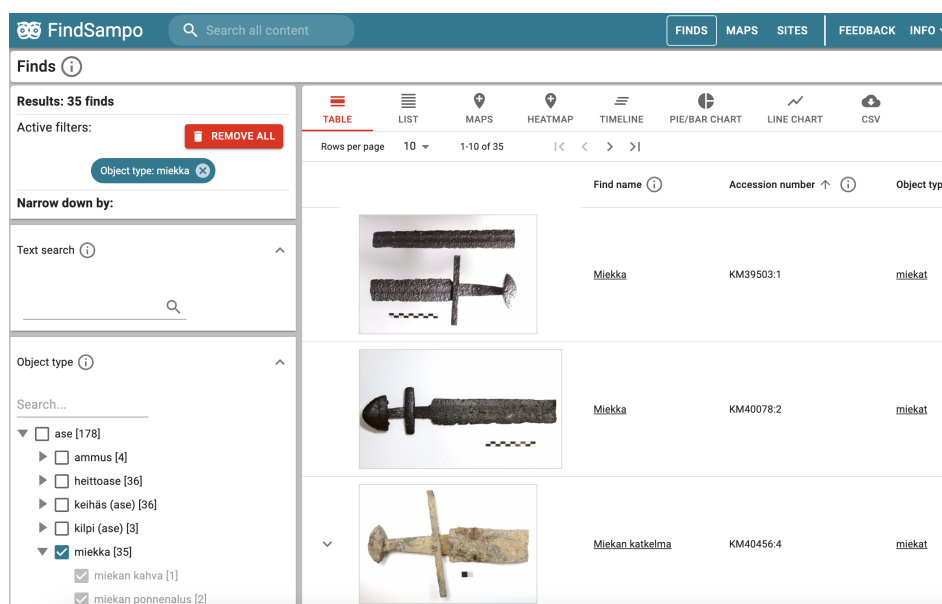 FindSampo
Search all content
FINDS MAPS SITES FEEDBACK INFO
Finds
Results: 35 finds
Active filters:
REMOVE ALL
Object type: miekka
Narrow down by:
Text search
Object type
Search...
ase [178]
ammus [4]
heittoase [36]
keihäs (ase) [36]
kilpi (ase) [3]
miekka [35]
miekan kahva [1]
miekan ponnenalus [2]
TABLE LIST MAPS HEATMAP TIMELINE PIE/BAR CHART LINE CHART CSV
Rows per page 10 1-10 of 35
Find name Accession number Object typ
Miekka KM39503:1 miekat
Miekka KM40078:2 miekat
Miekan katkelma KM40456:4 miekat